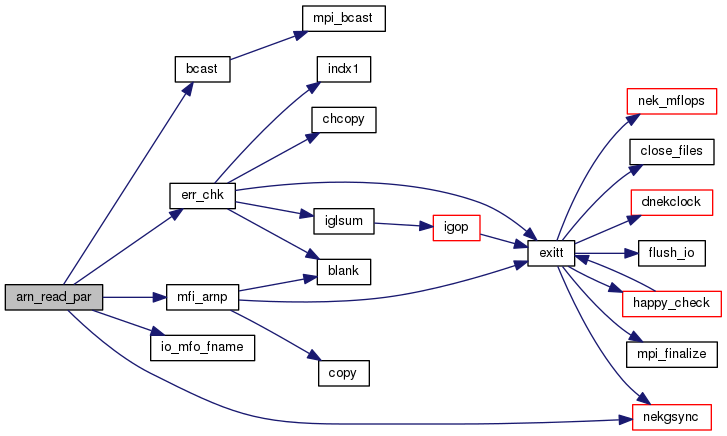 mpi_bcast
bcast
indx1
chcopy
err_chk
iglsum
igop
blank
arn_read_par
mfi_arnp
io_mfo_fname
copy
exitt
nek_mflops
close_files
dnekclock
flush_io
happy_check
mpi_finalize
nekgsync